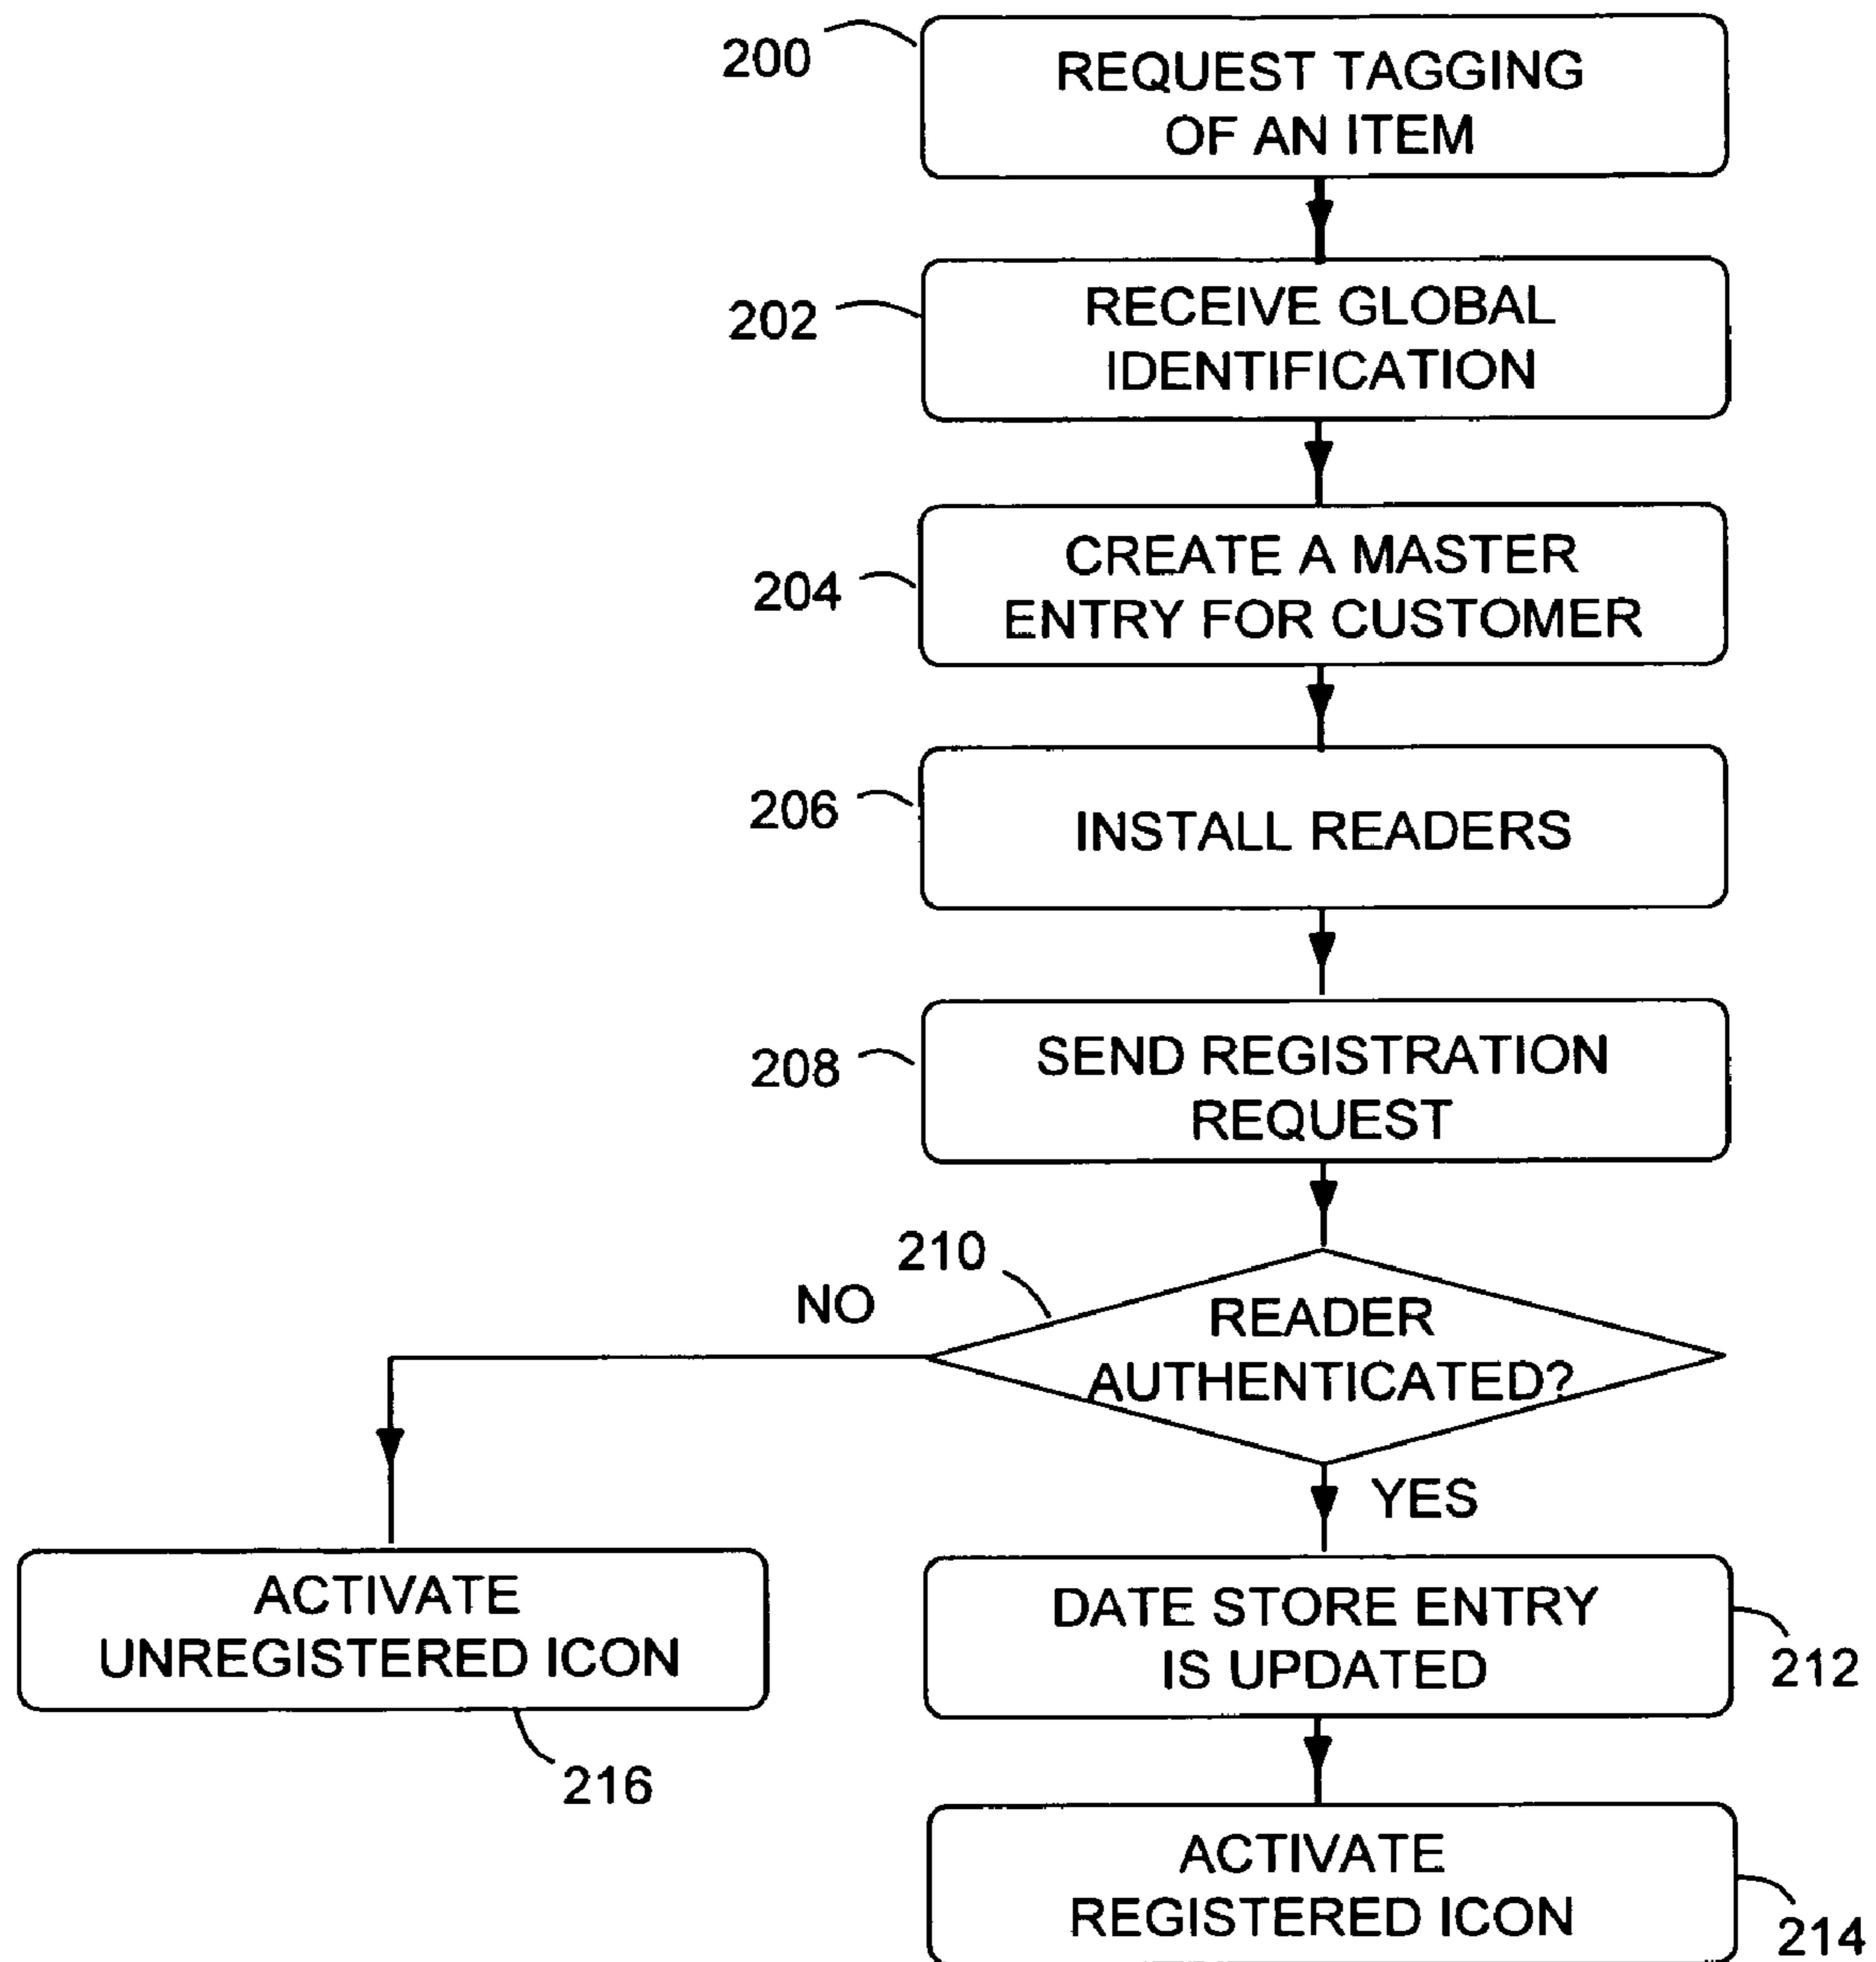 200
REQUEST TAGGING
OF AN ITEM
202
RECEIVE GLOBAL
IDENTIFICATION
204
CREATE A MASTER
ENTRY FOR CUSTOMER
206
INSTALL READERS
208
SEND REGISTRATION
REQUEST
210
NO
READER
AUTHENTICATED?
YES
ACTIVATE
UNREGISTERED ICON
216
DATE STORE ENTRY
IS UPDATED
212
ACTIVATE
REGISTERED ICON
214